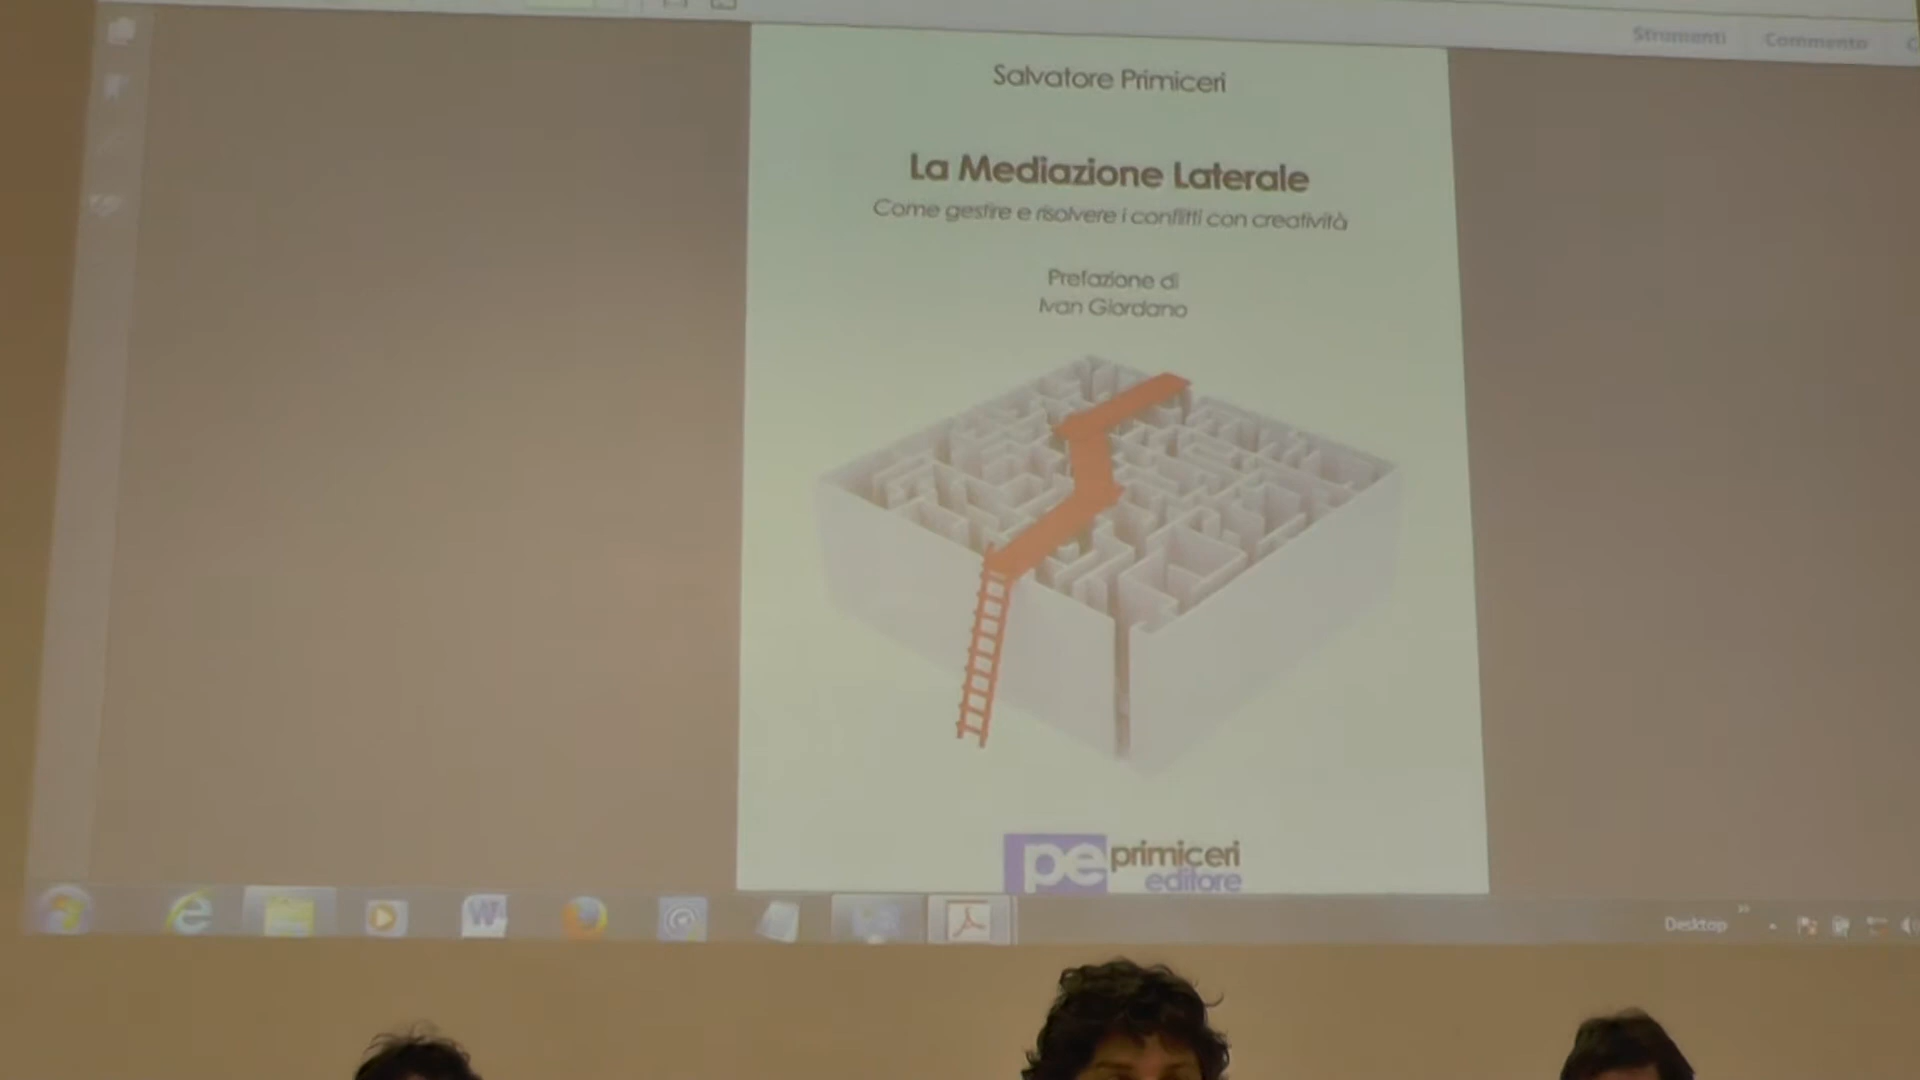 Strumenti Commento
Salvatore Primiceri
La Mediazione Laterale
Come gestire e risolvere i conflitti con creatività
Prefazione di
Ivan Giordano
pe primiceri
editore
W
Desktop